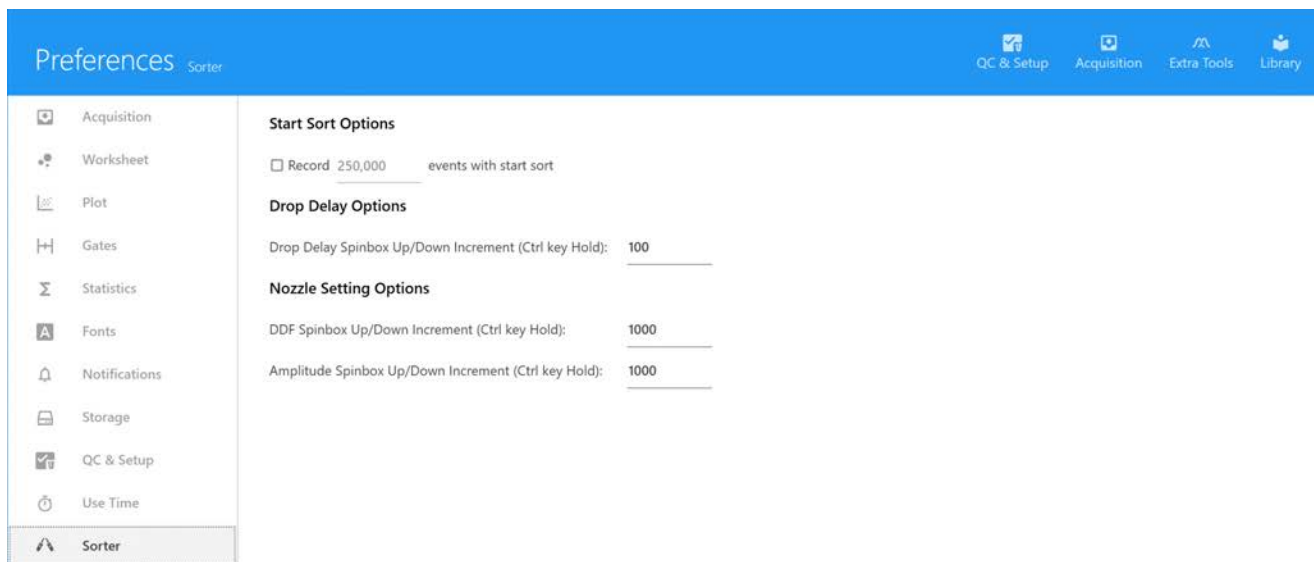 Preferences Sorter
QC & Setup
Acquisition
Extra Tools
Library
Acquisition
Worksheet
Plot
Gates
Statistics
A Fonts
Notifications
Storage
QC & Setup
Use Time
Sorter
Start Sort Options
Record 250,000 events with start sort
Drop Delay Options
Drop Delay Spinbox Up/Down Increment (Ctrl key Hold): 100
Nozzle Setting Options
DDF Spinbox Up/Down Increment (Ctrl key Hold): 1000
Amplitude Spinbox Up/Down Increment (Ctrl key Hold): 1000